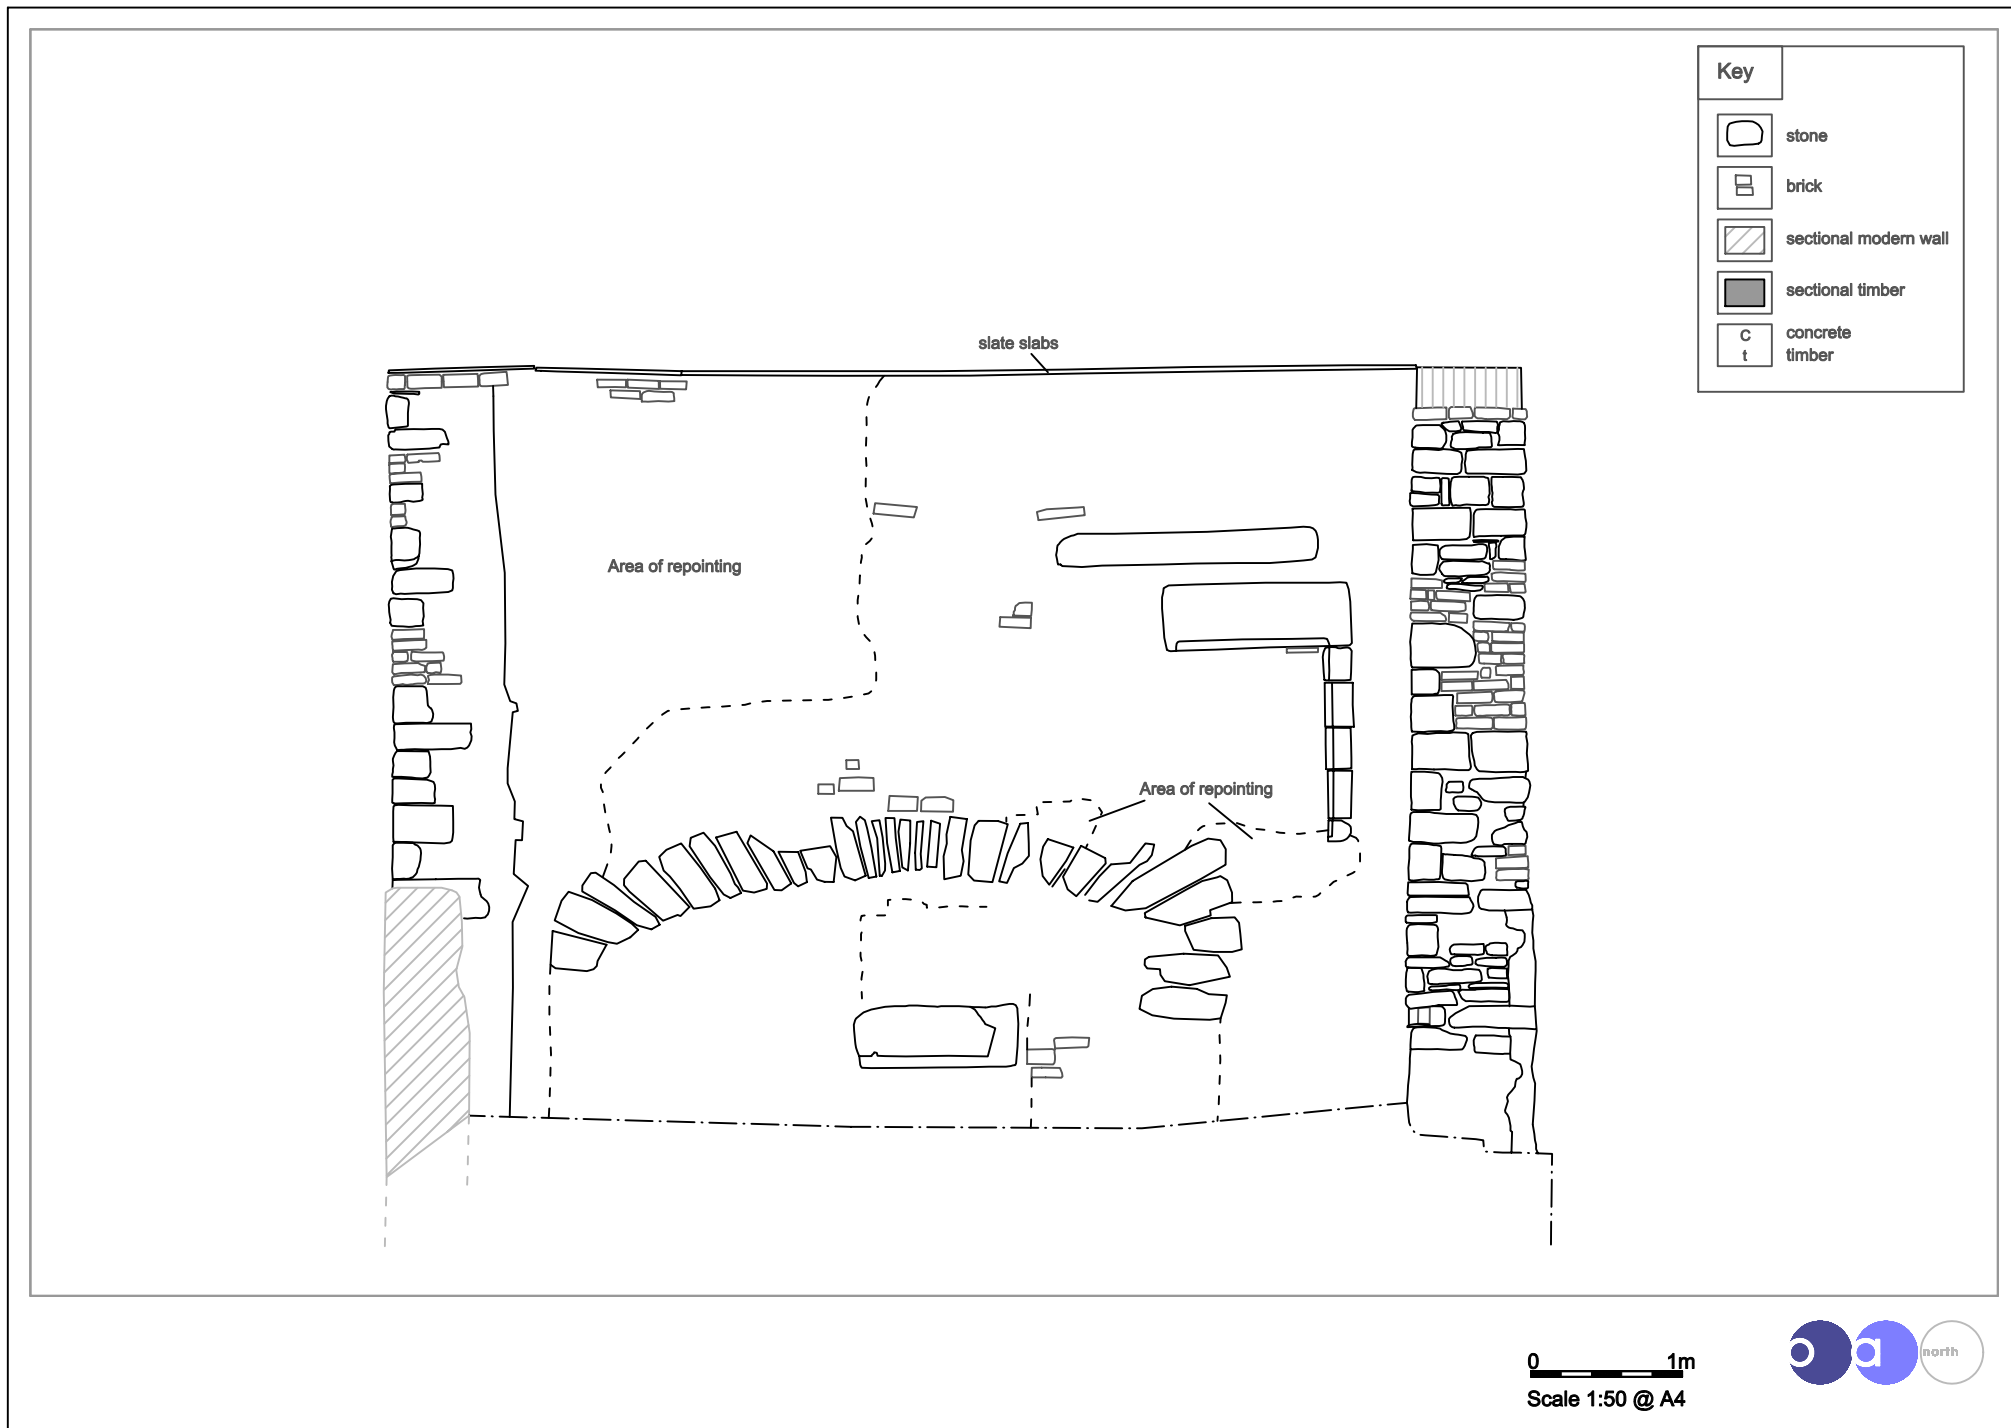 Key
stone
brick
sectional modern wall
sectional timber
C concrete
t timber
slate slabs
Area of repointing
Area of repointing
0 1m
Scale 1:50 @ A4
oa north